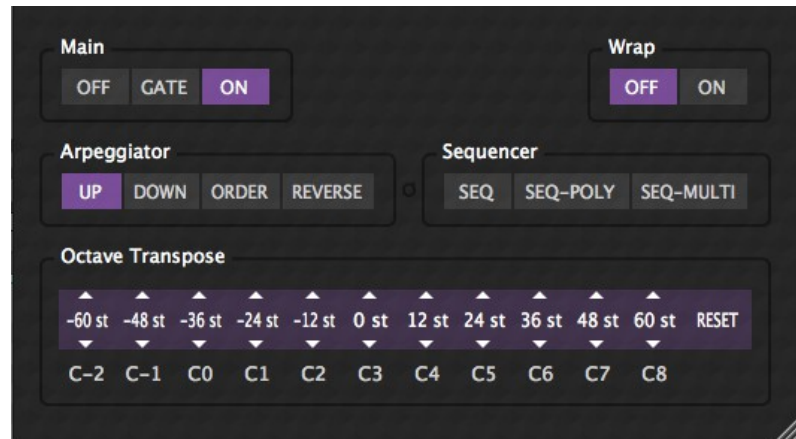 Main
Wrap
OFF GATE ON
OFF ON
Arpeggiator
Sequencer
UP DOWN ORDER REVERSE
SEQ SEQ-POLY SEQ-MULTI
Octave Transpose
-60 st -48 st -36 st -24 st -12 st 0 st 12 st 24 st 36 st 48 st 60 st RESET
C-2 C-1 C0 C1 C2 C3 C4 C5 C6 C7 C8